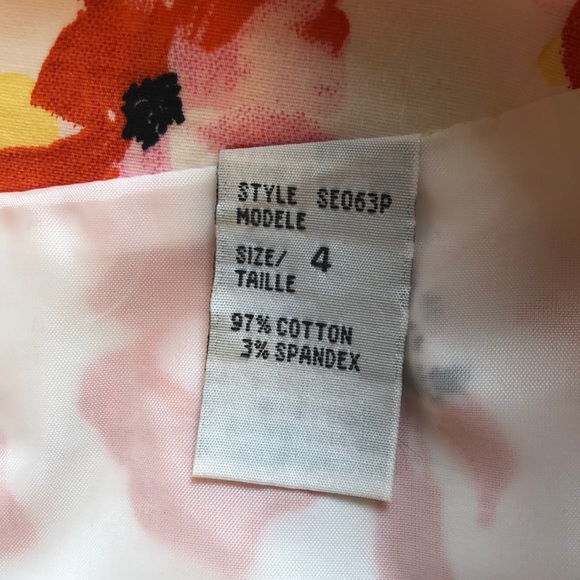 STYLE SE063P
MODELE
SIZE/ 4
TAILLE
97% COTTON
3% SPANDEX